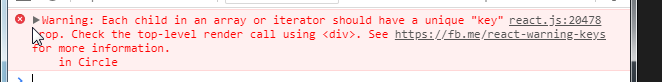 Warning: Each child in an array or iterator should have a unique "key" react.js:20478
prop. Check the top-level render call using <div>. See https://fb.me/react-warning-keys
for more information.
in Circle